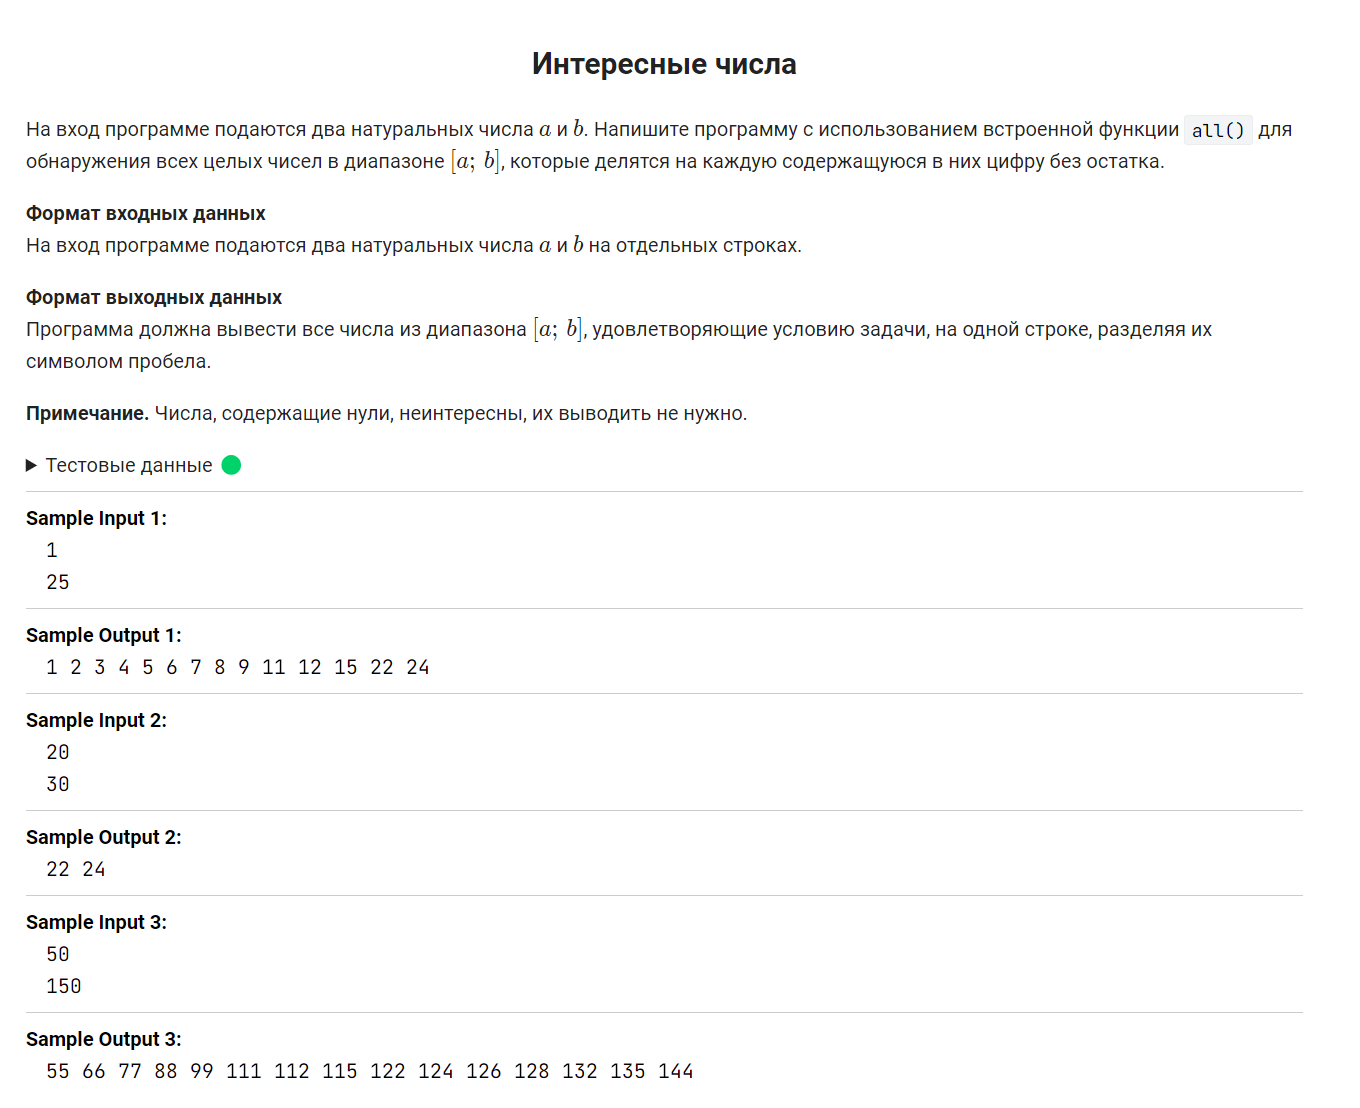 Интересные числа
На вход программе подаются два натуральных числа a и b. Напишите программу с использованием встроенной функции all() для
обнаружения всех целых чисел в диапазоне [a; b], которые делятся на каждую содержащуюся в них цифру без остатка.
Формат входных данных
На вход программе подаются два натуральных числа a и b на отдельных строках.
Формат выходных данных
Программа должна вывести все числа из диапазона [a; b], удовлетворяющие условию задачи, на одной строке, разделяя их
символом пробела.
Примечание. Числа, содержащие нули, неинтересны, их выводить не нужно.
Тестовые данные
Sample Input 1:
1
25
Sample Output 1:
1 2 3 4 5 6 7 8 9 11 12 15 22 24
Sample Input 2:
20
30
Sample Output 2:
22 24
Sample Input 3:
50
150
Sample Output 3:
55 66 77 88 99 111 112 115 122 124 126 128 132 135 144